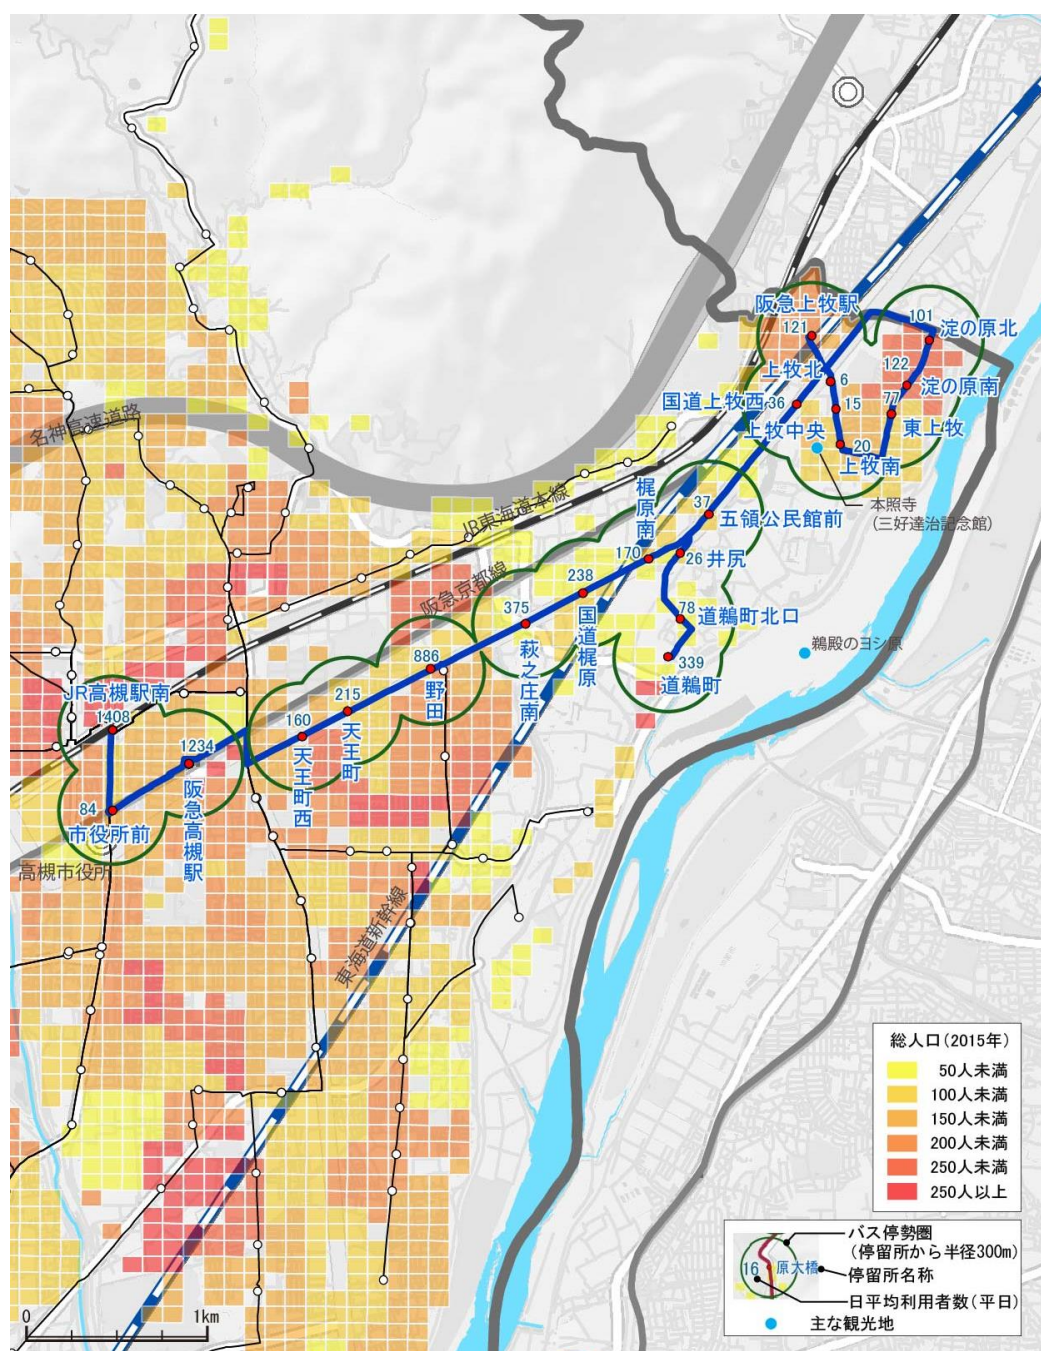 阪急上牧駅
121
101
淀の原北
上牧北
6
122
淀の原南
国道上牧西
36
15
77
東上牧
上牧中央
20
上牧南
本照寺
(三好達治記念館)
名神高速道路
JR東海道本線
阪急京都線
梶原南
37
五領公民館前
170
26
井尻
238
国道梶原
78
道鵜町北口
375
萩之庄南
339
道鵜町
鵜殿のヨシ原
886
野田
JR高槻駅南
1408
215
天王町
160
天王町西
1234
阪急高槻駅
84
市役所前
高槻市役所
東海道新幹線
総人口(2015年)
50人未満
100人未満
150人未満
200人未満
250人未満
250人以上
バス停勢圏
(停留所から半径300m)
16
原大橋
停留所名称
日平均利用者数(平日)
主な観光地
0
1km